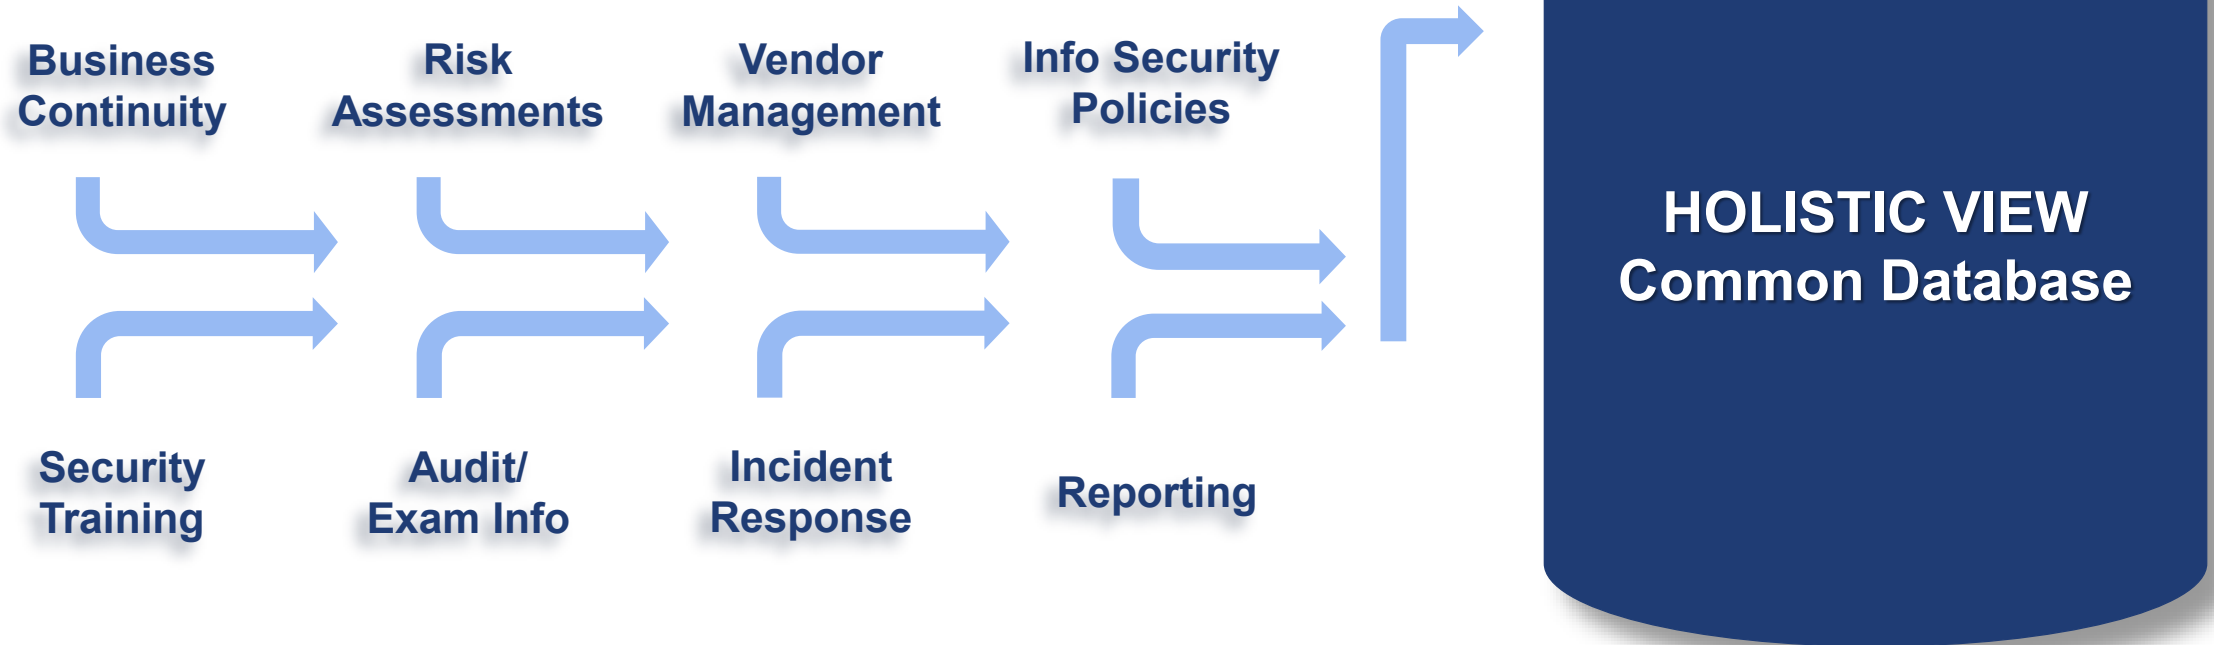 Business
Continuity
Risk
Assessments
Vendor
Management
Info Security
Policies
HOLISTIC VIEW
Common Database
Security
Training
Audit/
Exam Info
Incident
Response
Reporting